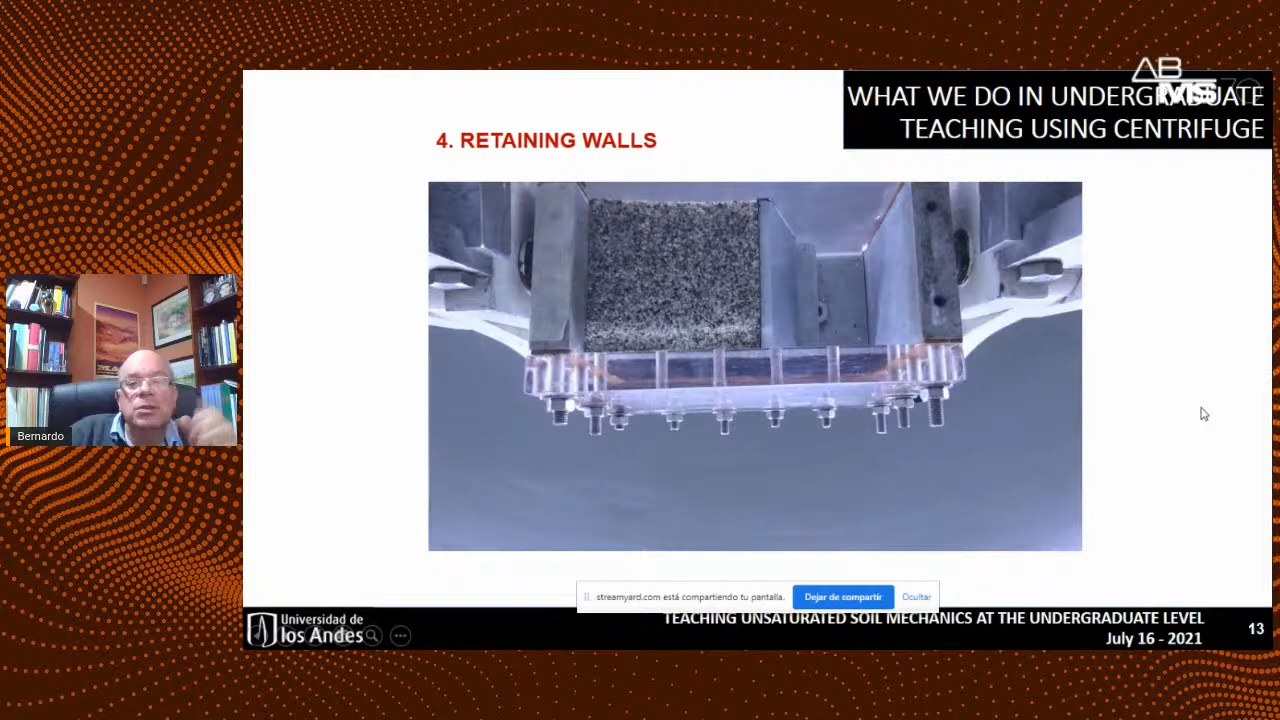 AB
MS
WHAT WE DO IN UNDERGRADUATE
TEACHING USING CENTRIFUGE
4. RETAINING WALLS
Bernardo
streamyard.com está compartiendo tu pantalla.
Dejar de compartir
Ocultar
Universidad de
los Andes
TEACHING UNSATURATED SOIL MECHANICS AT THE UNDERGRADUATE LEVEL
July 16 - 2021
13